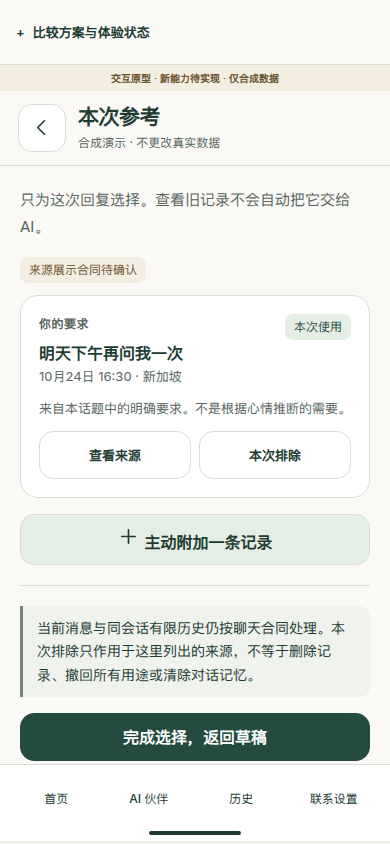 + 比较方案与体验状态
交互原型 · 新能力待实现 · 仅合成数据
本次参考
合成演示 · 不更改真实数据
只为这次回复选择。查看旧记录不会自动把它交给
AI。
来源展示合同待确认
你的要求
本次使用
明天下午再问我一次
10月24日 16:30 · 新加坡
来自本话题中的明确要求。不是根据心情推断的需要。
查看来源
本次排除
+ 主动附加一条记录
当前消息与同会话有限历史仍按聊天合同处理。本
次排除只作用于这里列出的来源，不等于删除记
录、撤回所有用途或清除对话记忆。
完成选择，返回草稿
首页
AI 伙伴
历史
联系设置